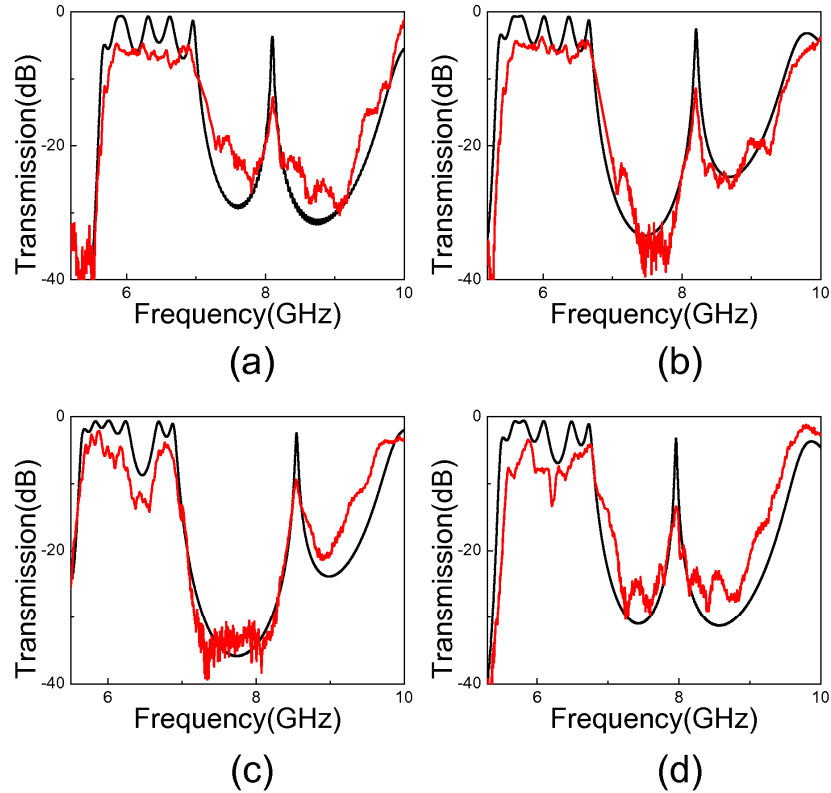 0
-20
-40
Transmission(dB)
6
8
10
Frequency(GHz)
(a)
0
-20
-40
Transmission(dB)
6
8
10
Frequency(GHz)
(b)
0
-20
-40
Transmission(dB)
6
8
10
Frequency(GHz)
(c)
0
-20
-40
Transmission(dB)
6
8
10
Frequency(GHz)
(d)